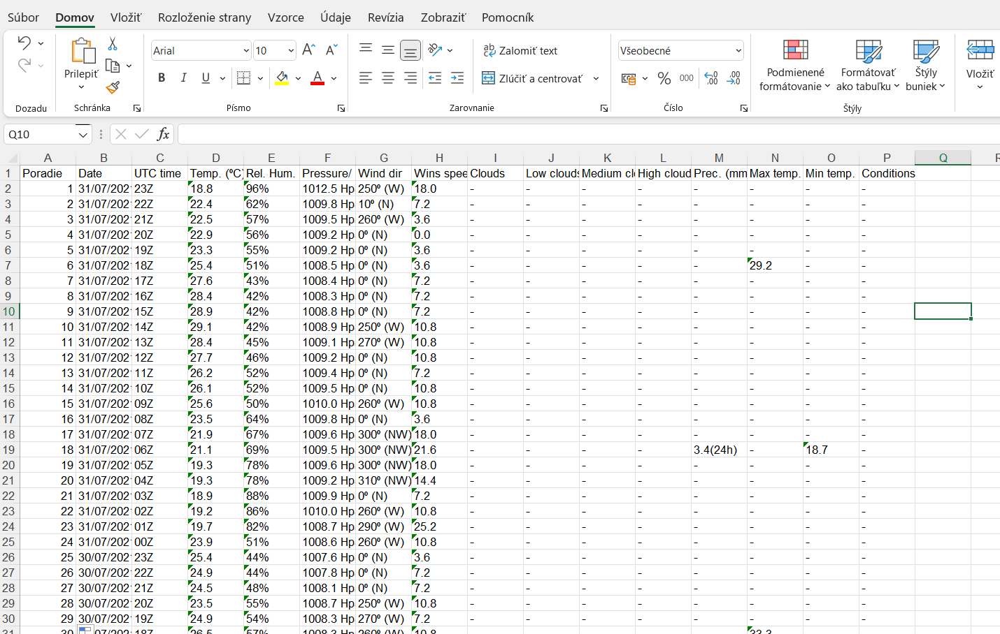 Súbor Domov Vložiť Rozloženie strany Vzorce Údaje Revízia Zobraziť Pomocník
Arial 10 A A ab Zalomiť text Všeobecné
Prilepiť B I U A Zlúčiť a centrovať % 000 Podmienené formátovanie Formátovať ako tabuľku Štýly buniek Vložiť
Dozadu Schránka Písmo Zarovnanie Číslo Štýly
Q10 fx
A B C D E F G H I J K L M N O P Q
1 Poradie Date UTC time Temp. (ºC) Rel. Hum. Pressure/ Wind dir Wins spee Clouds Low clouds Medium cl High cloud Prec. (mm Max temp. Min temp. Conditions
2 1 31/07/202 23Z 18.8 96% 1012.5 Hp 250º (W) 18.0 - - - - - - - -
3 2 31/07/202 22Z 22.4 62% 1009.8 Hp 10º (N) 7.2 - - - - - - - -
4 3 31/07/202 21Z 22.5 57% 1009.5 Hp 260º (W) 3.6 - - - - - - - -
5 4 31/07/202 20Z 22.9 56% 1009.2 Hp 0º (N) 0.0 - - - - - - - -
6 5 31/07/202 19Z 23.3 55% 1009.2 Hp 0º (N) 3.6 - - - - - - - -
7 6 31/07/202 18Z 25.4 51% 1008.5 Hp 0º (N) 3.6 - - - - - 29.2 - -
8 7 31/07/202 17Z 27.6 43% 1008.4 Hp 0º (N) 7.2 - - - - - - - -
9 8 31/07/202 16Z 28.4 42% 1008.3 Hp 0º (N) 7.2 - - - - - - - -
10 9 31/07/202 15Z 28.9 42% 1008.8 Hp 0º (N) 7.2 - - - - - - - -
11 10 31/07/202 14Z 29.1 42% 1008.9 Hp 250º (W) 10.8 - - - - - - - -
12 11 31/07/202 13Z 28.4 45% 1009.1 Hp 270º (W) 10.8 - - - - - - - -
13 12 31/07/202 12Z 27.7 46% 1009.2 Hp 0º (N) 10.8 - - - - - - - -
14 13 31/07/202 11Z 26.2 52% 1009.4 Hp 0º (N) 7.2 - - - - - - - -
15 14 31/07/202 10Z 26.1 52% 1009.5 Hp 0º (N) 10.8 - - - - - - - -
16 15 31/07/202 09Z 25.6 50% 1010.0 Hp 260º (W) 10.8 - - - - - - - -
17 16 31/07/202 08Z 23.5 64% 1009.8 Hp 0º (N) 3.6 - - - - - - - -
18 17 31/07/202 07Z 21.9 67% 1009.6 Hp 300º (NW) 18.0 - - - - - - - -
19 18 31/07/202 06Z 21.1 69% 1009.5 Hp 300º (NW) 21.6 - - - - 3.4(24h) - 18.7 -
20 19 31/07/202 05Z 19.3 78% 1009.6 Hp 300º (NW) 18.0 - - - - - - - -
21 20 31/07/202 04Z 19.3 78% 1009.2 Hp 310º (NW) 14.4 - - - - - - - -
22 21 31/07/202 03Z 18.9 88% 1009.9 Hp 0º (N) 7.2 - - - - - - - -
23 22 31/07/202 02Z 19.2 86% 1010.0 Hp 260º (W) 10.8 - - - - - - - -
24 23 31/07/202 01Z 19.7 82% 1008.7 Hp 290º (W) 25.2 - - - - - - - -
25 24 31/07/202 00Z 23.9 51% 1008.6 Hp 260º (W) 10.8 - - - - - - - -
26 25 30/07/202 23Z 25.4 44% 1007.6 Hp 0º (N) 3.6 - - - - - - - -
27 26 30/07/202 22Z 24.9 44% 1007.8 Hp 0º (N) 7.2 - - - - - - - -
28 27 30/07/202 21Z 24.5 48% 1008.1 Hp 0º (N) 7.2 - - - - - - - -
29 28 30/07/202 20Z 23.5 55% 1008.7 Hp 250º (W) 10.8 - - - - - - - -
30 29 30/07/202 19Z 24.9 54% 1008.3 Hp 270º (W) 7.2 - - - - - - - -